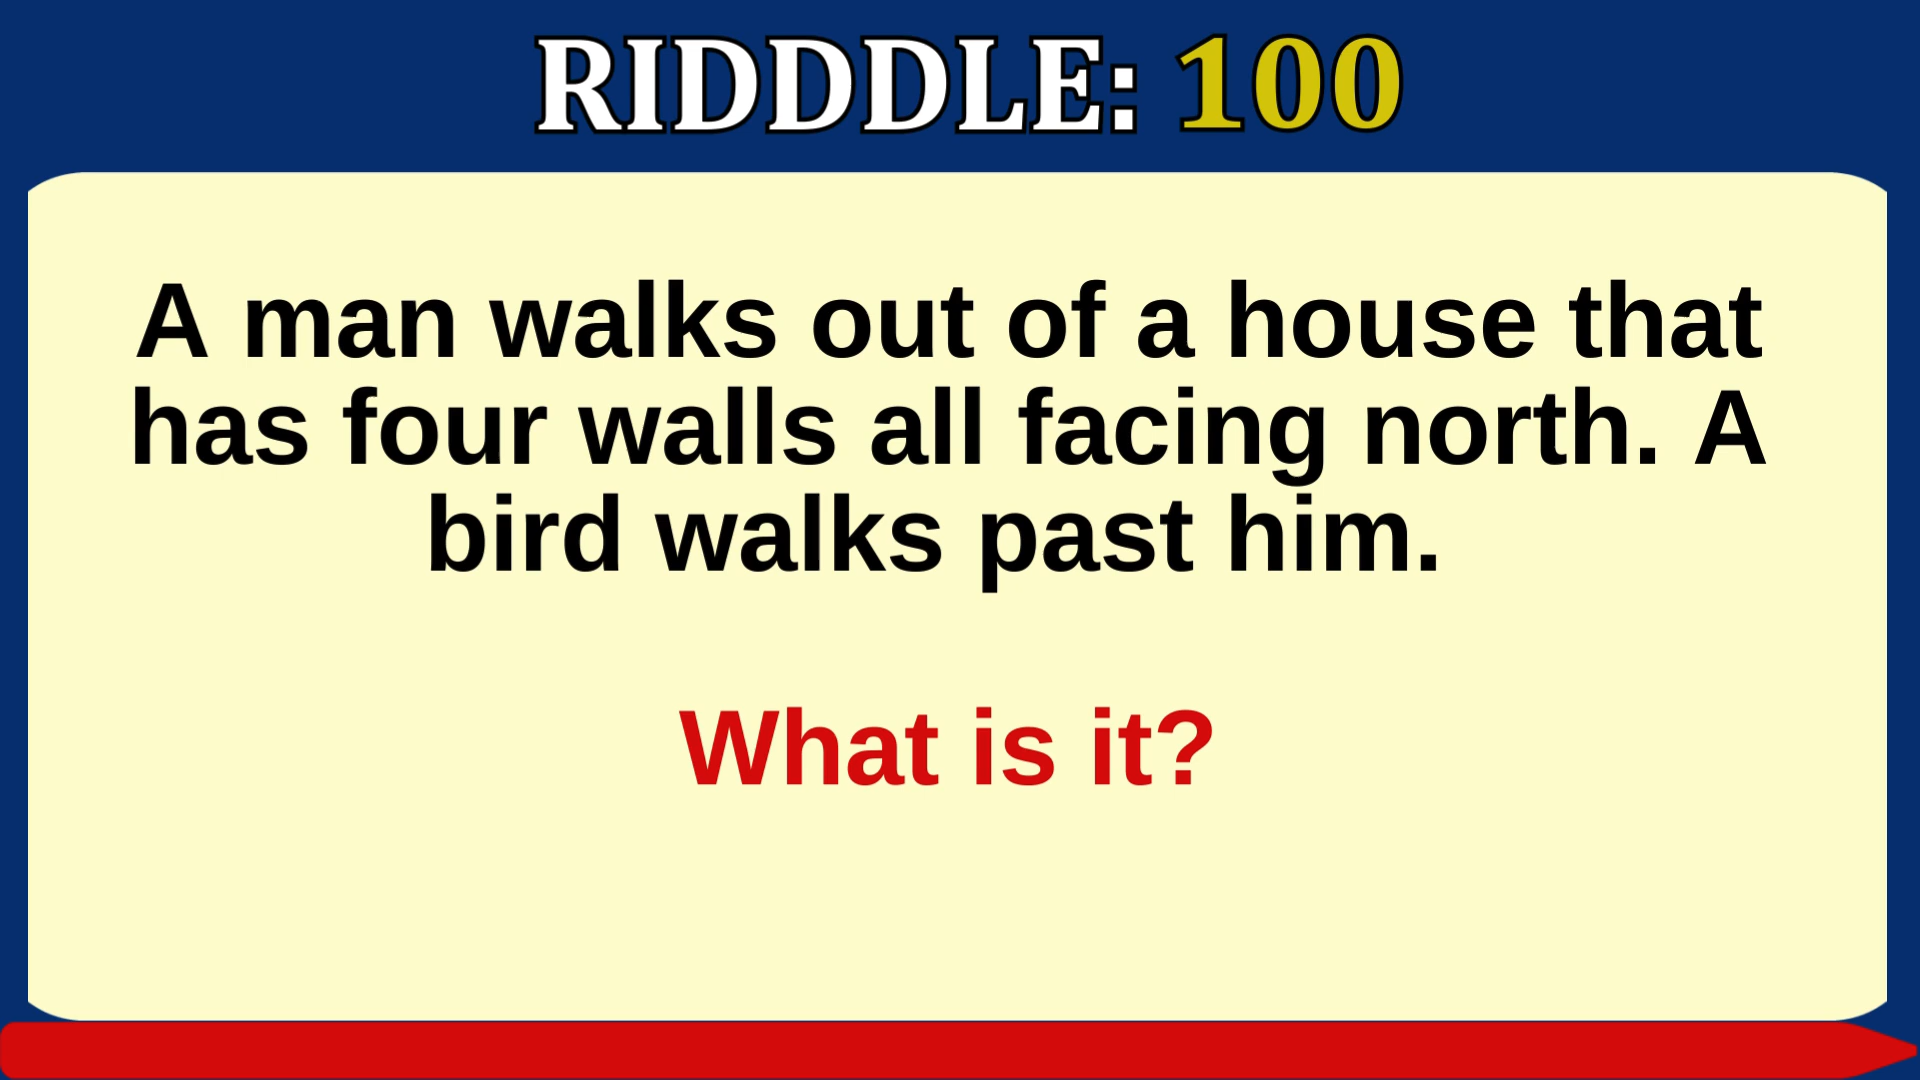 RIDDDLE: 100
A man walks out of a house that
has four walls all facing north. A
bird walks past him.
What is it?